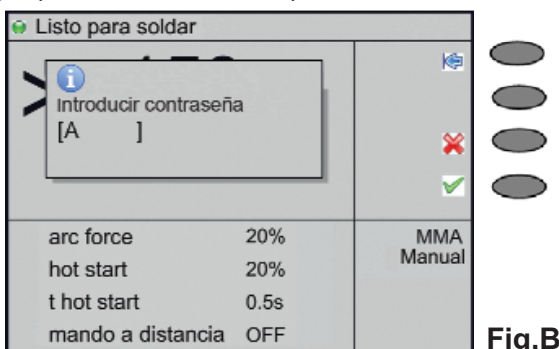 Listo para soldar
Introducir contraseña
[A ]
arc force 20%
hot start 20%
t hot start 0.5s
mando a distancia OFF
MMA
Manual
Fig.B